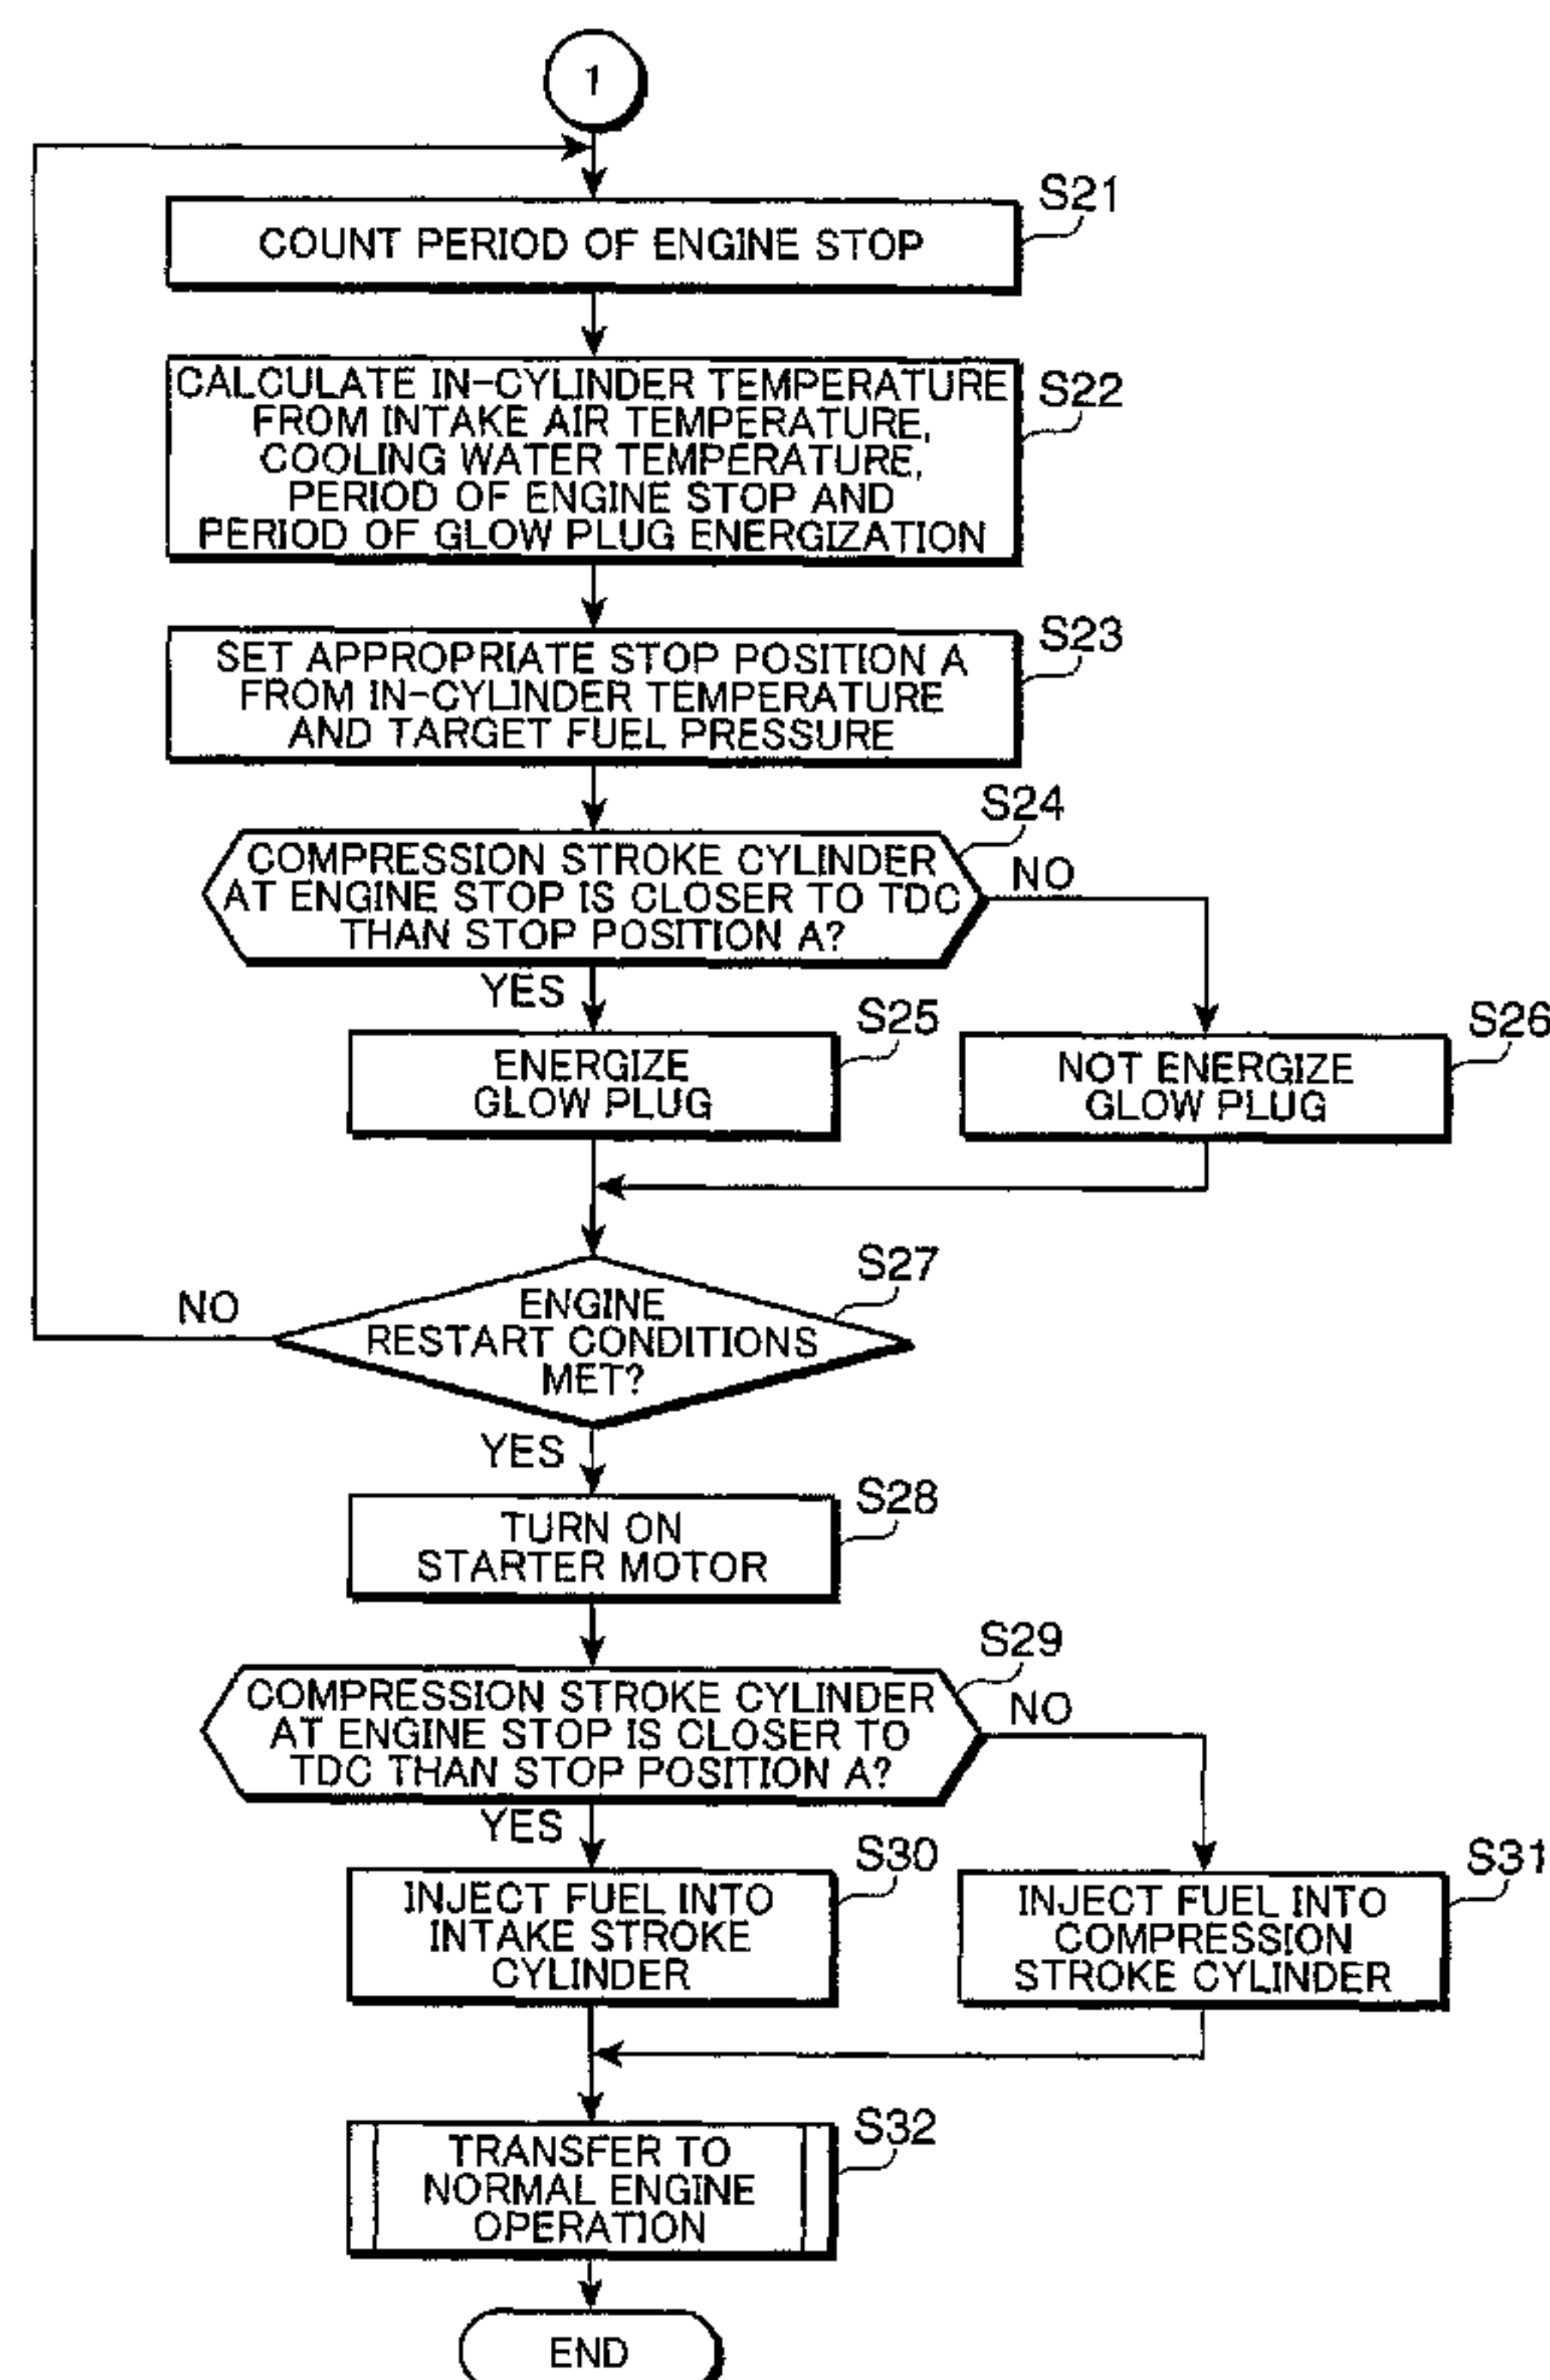 1
S21
COUNT PERIOD OF ENGINE STOP
S22
CALCULATE IN-CYLINDER TEMPERATURE
FROM INTAKE AIR TEMPERATURE,
COOLING WATER TEMPERATURE,
PERIOD OF ENGINE STOP AND
PERIOD OF GLOW PLUG ENERGIZATION
S23
SET APPROPRIATE STOP POSITION A
FROM IN-CYLINDER TEMPERATURE
AND TARGET FUEL PRESSURE
S24
COMPRESSION STROKE CYLINDER
AT ENGINE STOP IS CLOSER TO TDC
THAN STOP POSITION A?
NO
YES
S25
ENERGIZE
GLOW PLUG
S26
NOT ENERGIZE
GLOW PLUG
S27
ENGINE
RESTART CONDITIONS
MET?
NO
YES
S28
TURN ON
STARTER MOTOR
S29
COMPRESSION STROKE CYLINDER
AT ENGINE STOP IS CLOSER TO
TDC THAN STOP POSITION A?
NO
YES
S30
INJECT FUEL INTO
INTAKE STROKE
CYLINDER
S31
INJECT FUEL INTO
COMPRESSION
STROKE CYLINDER
S32
TRANSFER TO
NORMAL ENGINE
OPERATION
END